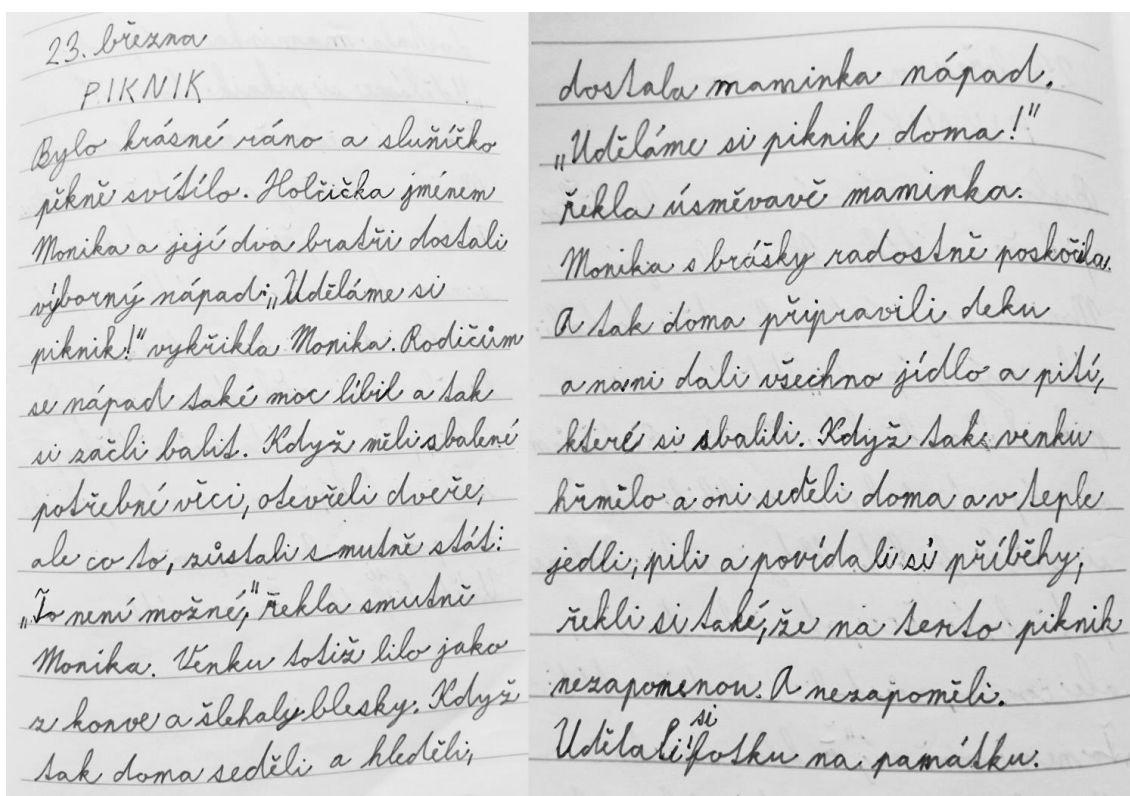 23. března
PIKNIK
Bylo krásné ráno a sluníčko
pěkně svítilo. Holčička jménem
Monika a její dva bratři dostali
výborný nápad: „Uděláme si
piknik!" vykřikla Monika. Rodičům
se nápad také moc líbil a tak
si začli balit. Když měli sbalené
potřebné věci, otevřeli dveře,
ale co to, zůstali smutně stát:
„To není možné," řekla smutně
Monika. Venku totiž lilo jako
z konve a šlehaly blesky. Když
tak doma seděli a hleděli,
dostala maminka nápad.
„Uděláme si piknik doma!"
řekla úsměvavě maminka.
Monika s brášky radostně poskočila.
A tak doma připravili deku
a na ni dali všechno jídlo a pití,
které si sbalili. Když tak venku
hřmělo a oni seděli doma a v teple
jedli, pili a povídali si příběhy,
řekli si také, že na tento piknik
nezapomenou. A nezapoměli.
Udělali si fotku na památku.